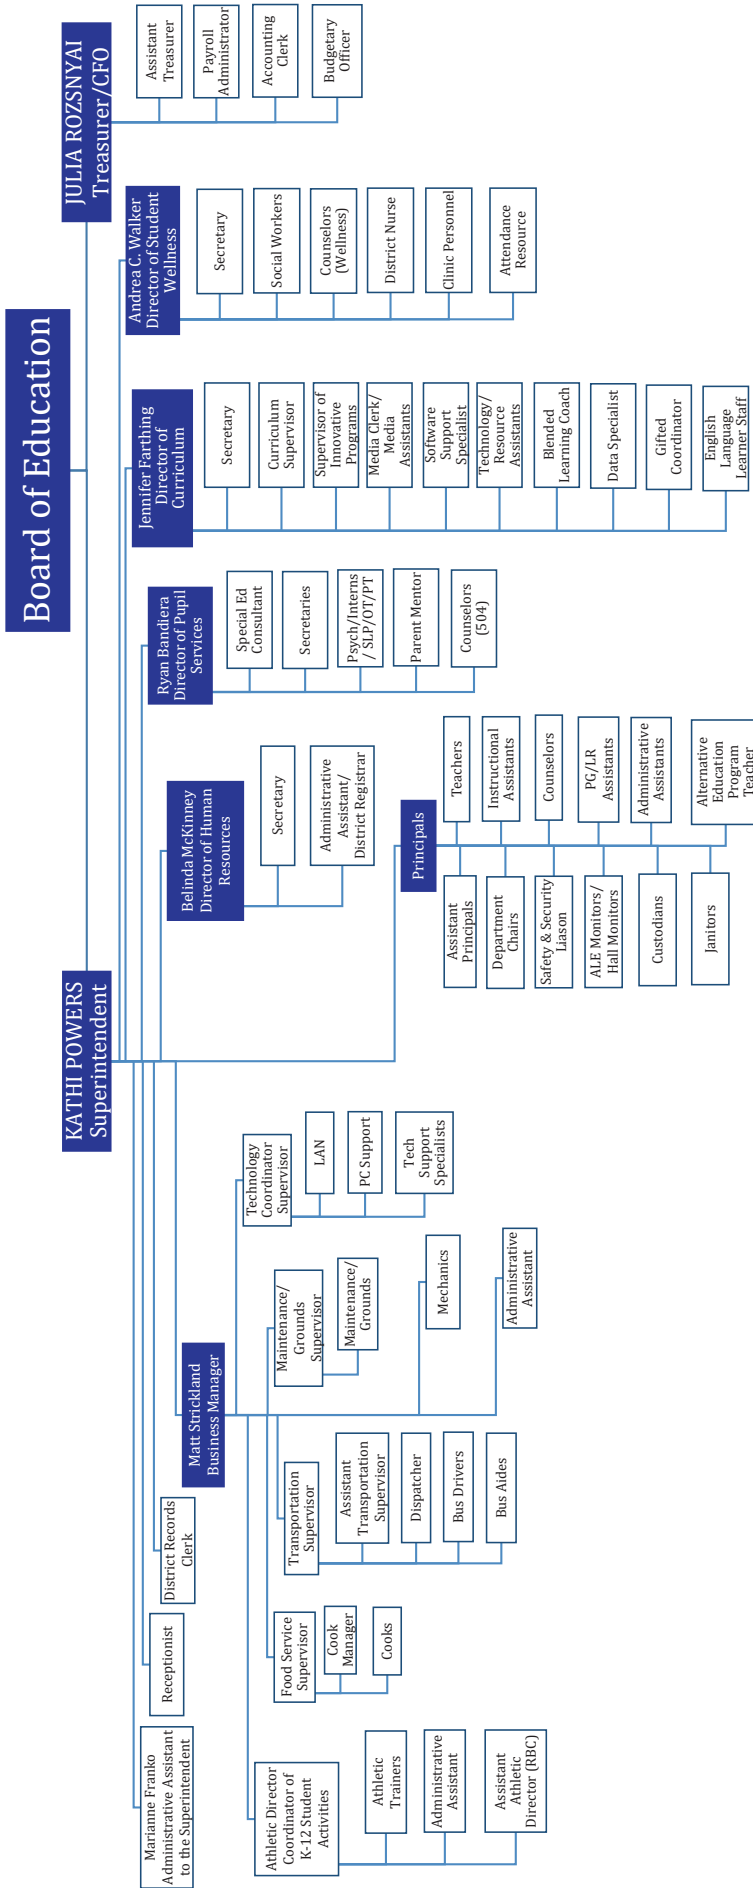 Board of Education
KATHI POWERS
Superintendent
JULIA ROZSNYAI
Treasurer/CFO
Assistant
Treasurer
Payroll
Administrator
Accounting
Clerk
Budgetary
Officer
Marianne Franko
Administrative Assistant
to the Superintendent
Receptionist
District Records
Clerk
Matt Strickland
Business Manager
Athletic Director
Coordinator of
K-12 Student
Activities
Athletic
Trainers
Administrative
Assistant
Assistant
Athletic
Director (RBC)
Food Service
Supervisor
Cook
Manager
Cooks
Transportation
Supervisor
Assistant
Transportation
Supervisor
Dispatcher
Bus Drivers
Bus Aides
Maintenance/
Grounds
Supervisor
Maintenance/
Grounds
Mechanics
Administrative
Assistant
Technology
Coordinator
Supervisor
LAN
PC Support
Tech
Support
Specialists
Belinda McKinney
Director of Human
Resources
Secretary
Administrative
Assistant/
District Registrar
Principals
Assistant
Principals
Department
Chairs
Safety & Security
Liason
ALE Monitors/
Hall Monitors
Custodians
Janitors
Teachers
Instructional
Assistants
Counselors
PG/LR
Assistants
Administrative
Assistants
Alternative
Education
Program
Teacher
Ryan Bandiera
Director of Pupil
Services
Special Ed
Consultant
Secretaries
Psych/Interns
/ SLP/OT/PT
Parent Mentor
Counselors
(504)
Jennifer Farthing
Director of
Curriculum
Secretary
Curriculum
Supervisor
Supervisor of
Innovative
Programs
Media Clerk/
Media
Assistants
Software
Support
Specialist
Technology/
Resource
Assistants
Blended
Learning Coach
Data Specialist
Gifted
Coordinator
English
Language
Learner Staff
Andrea C. Walker
Director of Student
Wellness
Secretary
Social Workers
Counselors
(Wellness)
District Nurse
Clinic Personnel
Attendance
Resource